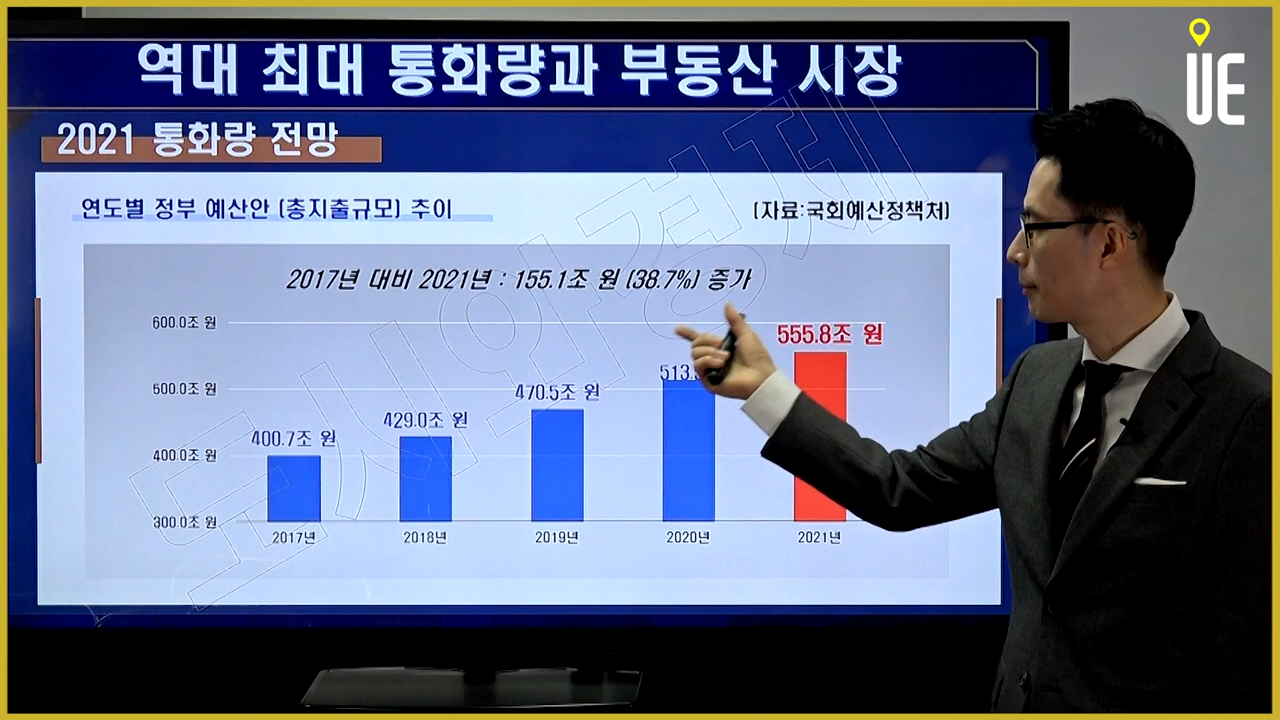 역대 최대 통화량과 부동산 시장
UE
2021 통화량 전망
연도별 정부 예산안 (총지출규모) 추이
(자료:국회예산정책처)
2017년 대비 2021년 : 155.1조 원 (38.7%) 증가
600.0조 원
500.0조 원
400.0조 원
300.0조 원
400.7조 원
429.0조 원
470.5조 원
513.
555.8조 원
2017년
2018년
2019년
2020년
2021년
도시와경제